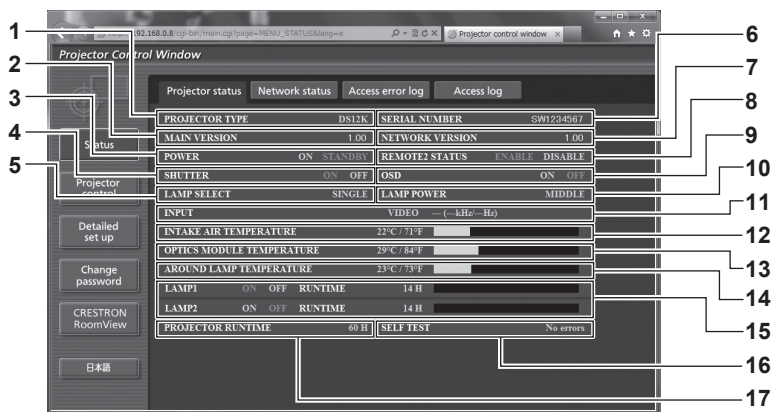 92.168.0.8/cgi-bin/main.cgi?page=MENU_STATUS&lang=e
Projector control window
Projector Control Window
Projector status Network status Access error log Access log
PROJECTOR TYPE DS12K SERIAL NUMBER SW1234567
MAIN VERSION 1.00 NETWORK VERSION 1.00
POWER ON STANDBY REMOTE2 STATUS ENABLE DISABLE
SHUTTER ON OFF OSD ON OFF
LAMP SELECT SINGLE LAMP POWER MIDDLE
INPUT VIDEO — (—kHz/—Hz)
INTAKE AIR TEMPERATURE 22°C / 71°F
OPTICS MODULE TEMPERATURE 29°C / 84°F
AROUND LAMP TEMPERATURE 23°C / 73°F
LAMP1 ON OFF RUNTIME 14 H
LAMP2 ON OFF RUNTIME 14 H
PROJECTOR RUNTIME 60 H SELF TEST No errors
Status
Projector
control
Detailed
set up
Change
password
CRESTRON
RoomView
日本語
1
2
3
4
5
6
7
8
9
10
11
12
13
14
15
16
17